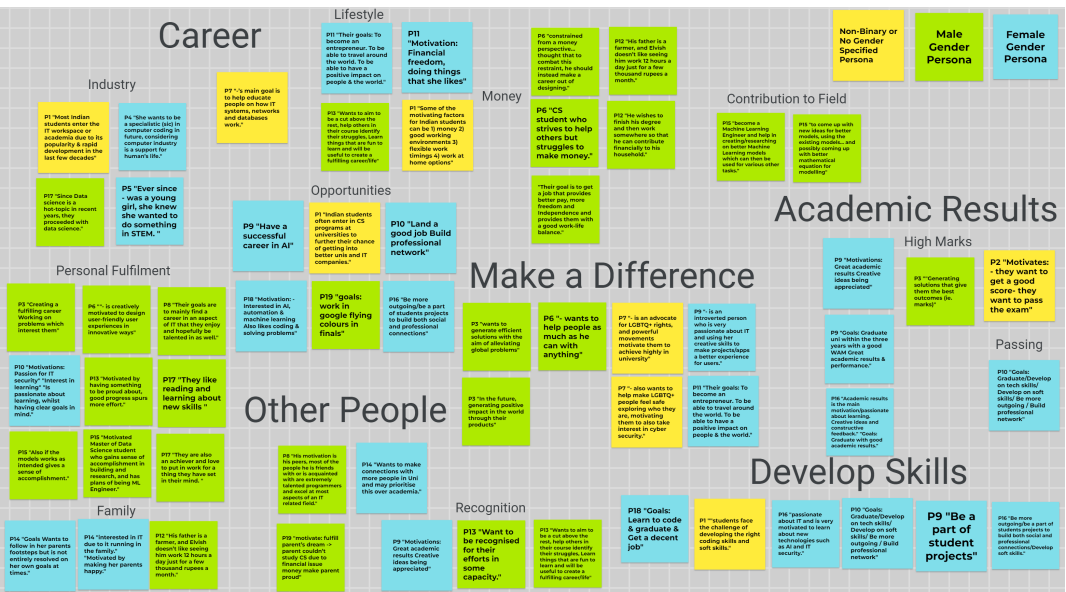 Career
Lifestyle
P11 "Their goals: To
become an
entrepreneur. To be
able to travel around
the world. To be
able to have a
positive impact on
people & the world."
P11
"Motivation:
Financial
freedom,
doing things
that she likes"
P13 "Wants to aim to
be a cut above the
rest, help others in
their course identify
their struggles, Learn
things that are fun to
learn and will be
useful to create a
fulfilling career/life"
P1 "Some of the
motivating factors
for Indian students
can be 1) money 2)
good working
environments 3)
flexible work
timings 4) work at
home options"
Industry
P7 "-'s main goal is
to help educate
people on how IT
systems, networks
and databases
work."
P1 "Most Indian
students enter the
IT workspace or
academia due to its
popularity & rapid
development in the
last few decades"
P4 "She wants to be
a specialitic (sic) in
computer coding in
future, considering
computer industry
is a support for
human's life."
P17 "Since Data
science is a
hot-topic in recent
years, they
proceeded with
data science."
P5 "Ever since
- was a young
girl, she knew
she wanted to
do something
in STEM. "
Money
P6 "constrained
from a money
perspective...
thought that to
combat this
restraint, he should
instead make a
career out of
designing."
P12 "His father is a
farmer, and Elvish
doesn't like seeing
him work 12 hours a
day just for a few
thousand rupees a
month."
P6 "CS
student who
strives to help
others but
struggles to
make money."
P12 "He wishes to
finish his degree
and then work
somewhere so that
he can contribute
financially to his
household."
"Their goal is to get
a job that provides
better pay, more
freedom and
independence and
provides them with
a good work-life
balance."
Non-Binary or
No Gender
Specified
Persona
Male
Gender
Persona
Female
Gender
Persona
Contribution to Field
P15 "become a
Machine Learning
Engineer and help in
creating/researching
on better Machine
Learning models
which can then be
used for various other
tasks."
P15 "to come up with
new ideas for better
models, using the
existing models... and
possibly coming up
with better
mathematical
equation for
modelling"
Opportunities
P9 "Have a
successful
career in AI"
P1 "Indian students
often enter in CS
programs at
universities to
further their chance
of getting into
better unis and IT
companies."
P10 "Land a
good job Build
professional
network"
P18 "Motivation: -
Interested in AI,
automation &
machine learning
Also likes coding &
solving problems"
P19 "goals:
work in
google flying
colours in
finals"
P16 "Be more
outgoing/be a part
of students projects
to build both social
and professional
connections"
Personal Fulfilment
P3 "Creating a
fulfilling career
Working on
problems which
interest them"
P6 ""- is creatively
motivated to design
user-friendly user
experiences in
innovative ways"
P8 "Their goals are
to mainly find a
career in an aspect
of IT that they enjoy
and hopefully be
talented in as well."
P10 "Motivations:
Passion for IT
security" "Interest in
learning" "is
passionate about
learning, whilst
having clear goals in
mind."
P13 "Motivated by
having something
to be proud about,
good progress spurs
more effort."
P17 "They like
reading and
learning about
new skills "
P15 "Also if the
models works as
intended gives a
sense of
accomplishment."
P15 "Motivated
Master of Data
Science student
who gains sense of
accomplishment in
building and
research, and has
plans of being ML
Engineer."
P17 "They are also
an achiever and love
to put in work for a
thing they have set
in their mind. "
Family
P14 "Goals Wants to
follow in her parents
footsteps but is not
entirely resolved on
her own goals at
times."
P14 "interested in IT
due to it running in
the family."
"Motivated by
making her parents
happy."
P12 "His father is a
farmer, and Elvish
doesn't like seeing
him work 12 hours a
day just for a few
thousand rupees a
month."
Make a Difference
P3 "wants to
generate efficient
solutions with the
aim of alleviating
global problems"
P6 "- wants to
help people as
much as he
can with
anything"
P7 "- is an advocate
for LGBTQ+ rights,
and powerful
movements
motivate them to
achieve highly in
university"
P9 "- is an
introverted person
who is very
passionate about IT
and using her
creative skills to
make projects/apps
a better experience
for users."
P3 "In the future,
generating positive
impact in the world
through their
products"
P7 "- also wants to
help make LGBTQ+
people feel safe
exploring who they
are, motivating them
to also take
interest in cyber
security."
P11 "Their goals: To
become an
entrepreneur. To be
able to travel around
the world. To be able
to have a positive
impact on
people & the world."
Academic Results
High Marks
P9 "Motivations:
Great academic
results Creative
ideas being
appreciated"
P3 ""Generating
solutions that give
them the best
outcomes (ie.
marks)"
P2 "Motivates:
- they want to
get a good
score- they
want to pass
the exam"
P9 "Goals: Graduate
uni within the three
years with a good
WAM Great
academic results &
performance."
P16 "Academic results
is the main
motivation/passionate
about learning.
Creative ideas and
constructive
feedback," "Goals:
Graduate with good
academic results."
Passing
P10 "Goals:
Graduate/Develop
on tech skills/
Develop on soft
skills/ Be more
outgoing / Build
professional
network"
Other People
P8 "His motivation is
his peers, most of the
people he is friends
with or is acquainted
with are extremely
talented programmers
and excel at most
aspects of an IT
related field."
P14 "Wants to make
connections with
more people in Uni
and may prioritise
this over academia."
P19 "motivate: fulfill
parent's dream ->
parent couldn't
study CS due to
financial issue
money make parent
proud"
Recognition
P9 "Motivations:
Great academic
results Creative
ideas being
appreciated"
P13 "Want to
be recognised
for their
efforts in
some
capacity."
P13 "Wants to aim to
be a cut above the
rest, help others in
their course identify
their struggles, Learn
things that are fun to
learn and will be
useful to create a
fulfilling career/life"
Develop Skills
P18 "Goals:
Learn to code
& graduate &
Get a decent
job"
P1 ""students face
the challenge of
developing the
right coding skills
and
soft skills."
P16 "passionate
about IT and is very
motivated to learn
about new
technologies such
as AI and IT
security."
P10 "Goals:
Graduate/Develop
on tech skills/
Develop on soft
skills/ Be more
outgoing / Build
professional
network"
P9 "Be a
part of
student
projects"
P16 "Be more
outgoing/be a part of
students projects to
build both social and
professional
connections/Develop
soft skills."